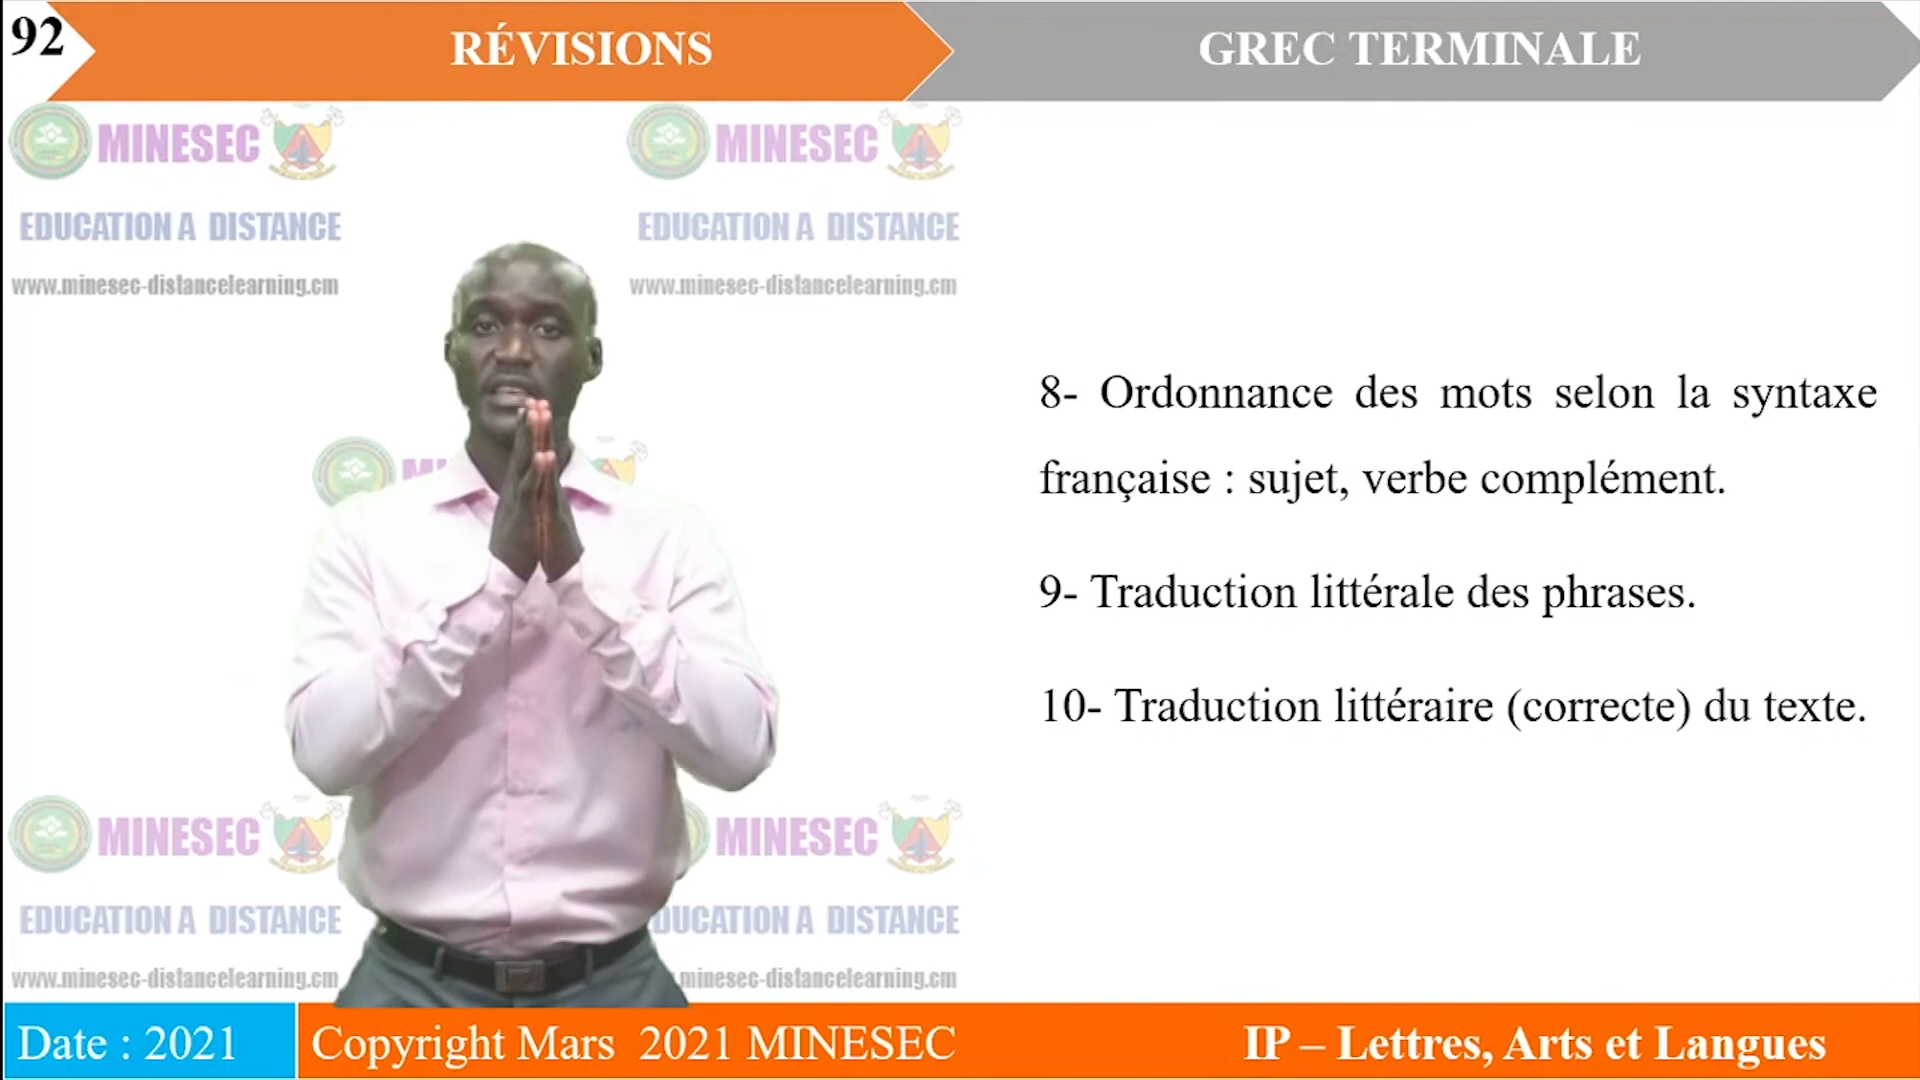 92
RÉVISIONS
GREC TERMINALE
MINESEC
MINESEC
EDUCATION A DISTANCE
EDUCATION A DISTANCE
www.minesec-distancelearning.cm
www.minesec-distancelearning.cm
8- Ordonnance des mots selon la syntaxe
française : sujet, verbe complément.
9- Traduction littérale des phrases.
10- Traduction littéraire (correcte) du texte.
MINESEC
MINESEC
EDUCATION A DISTANCE
DUCATION A DISTANCE
www.minesec-distancelearning.cm
minesec-distancelearning.cm
Date : 2021
Copyright Mars 2021 MINESEC
IP – Lettres, Arts et Langues